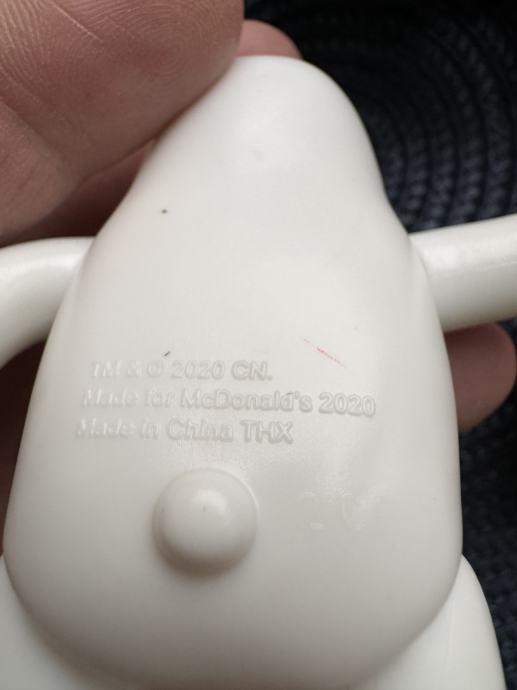 TM & © 2020 CN.
Made for McDonald's 2020
Made in China THX